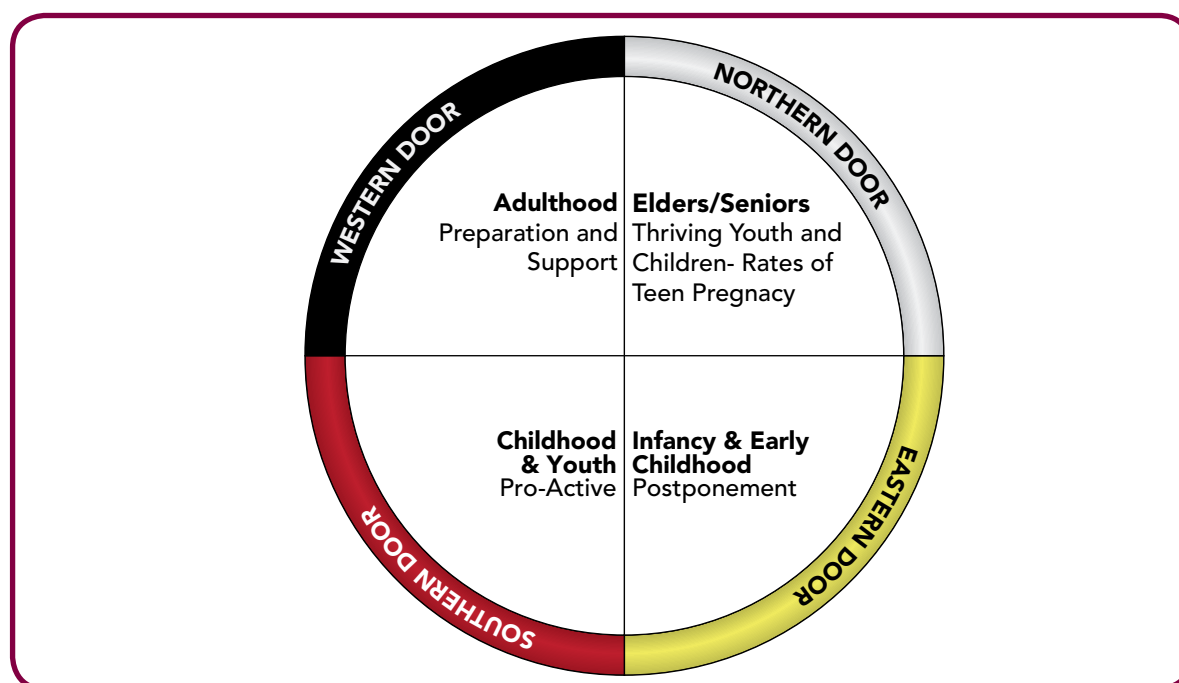 WESTERN DOOR
NORTHERN DOOR
Adulthood
Preparation and
Support
Elders/Seniors
Thriving Youth and
Children- Rates of
Teen Pregnacy
Childhood
& Youth
Pro-Active
Infancy & Early
Childhood
Postponement
SOUTHERN DOOR
EASTERN DOOR